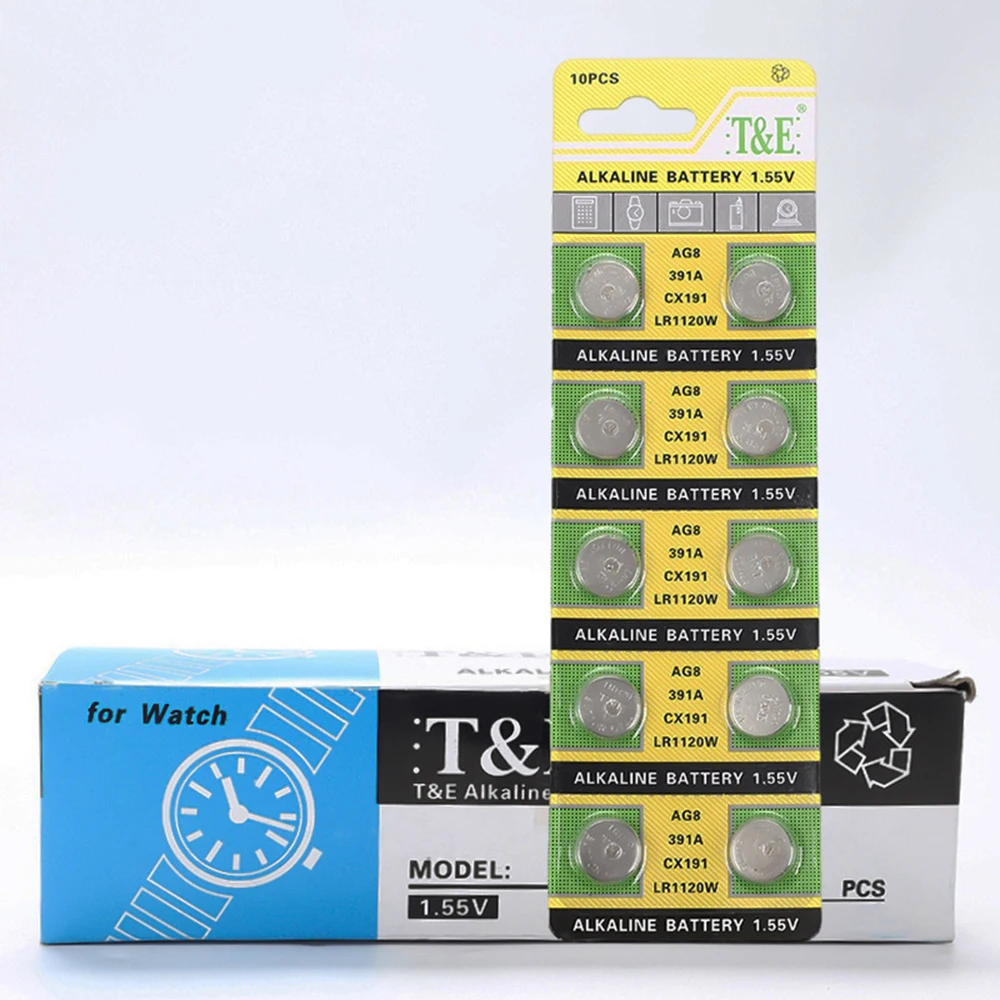 10PCS
T&E®
ALKALINE BATTERY 1.55V
AG8
391A
CX191
LR1120W
ALKALINE BATTERY 1.55V
AG8
391A
CX191
LR1120W
ALKALINE BATTERY 1.55V
AG8
391A
CX191
LR1120W
ALKALINE BATTERY 1.55V
AG8
391A
CX191
LR1120W
ALKALINE BATTERY 1.55V
AG8
391A
CX191
LR1120W
ALKALINE BATTERY 1.55V
for Watch
T&
T&E Alkaline
MODEL:
1.55V
PCS